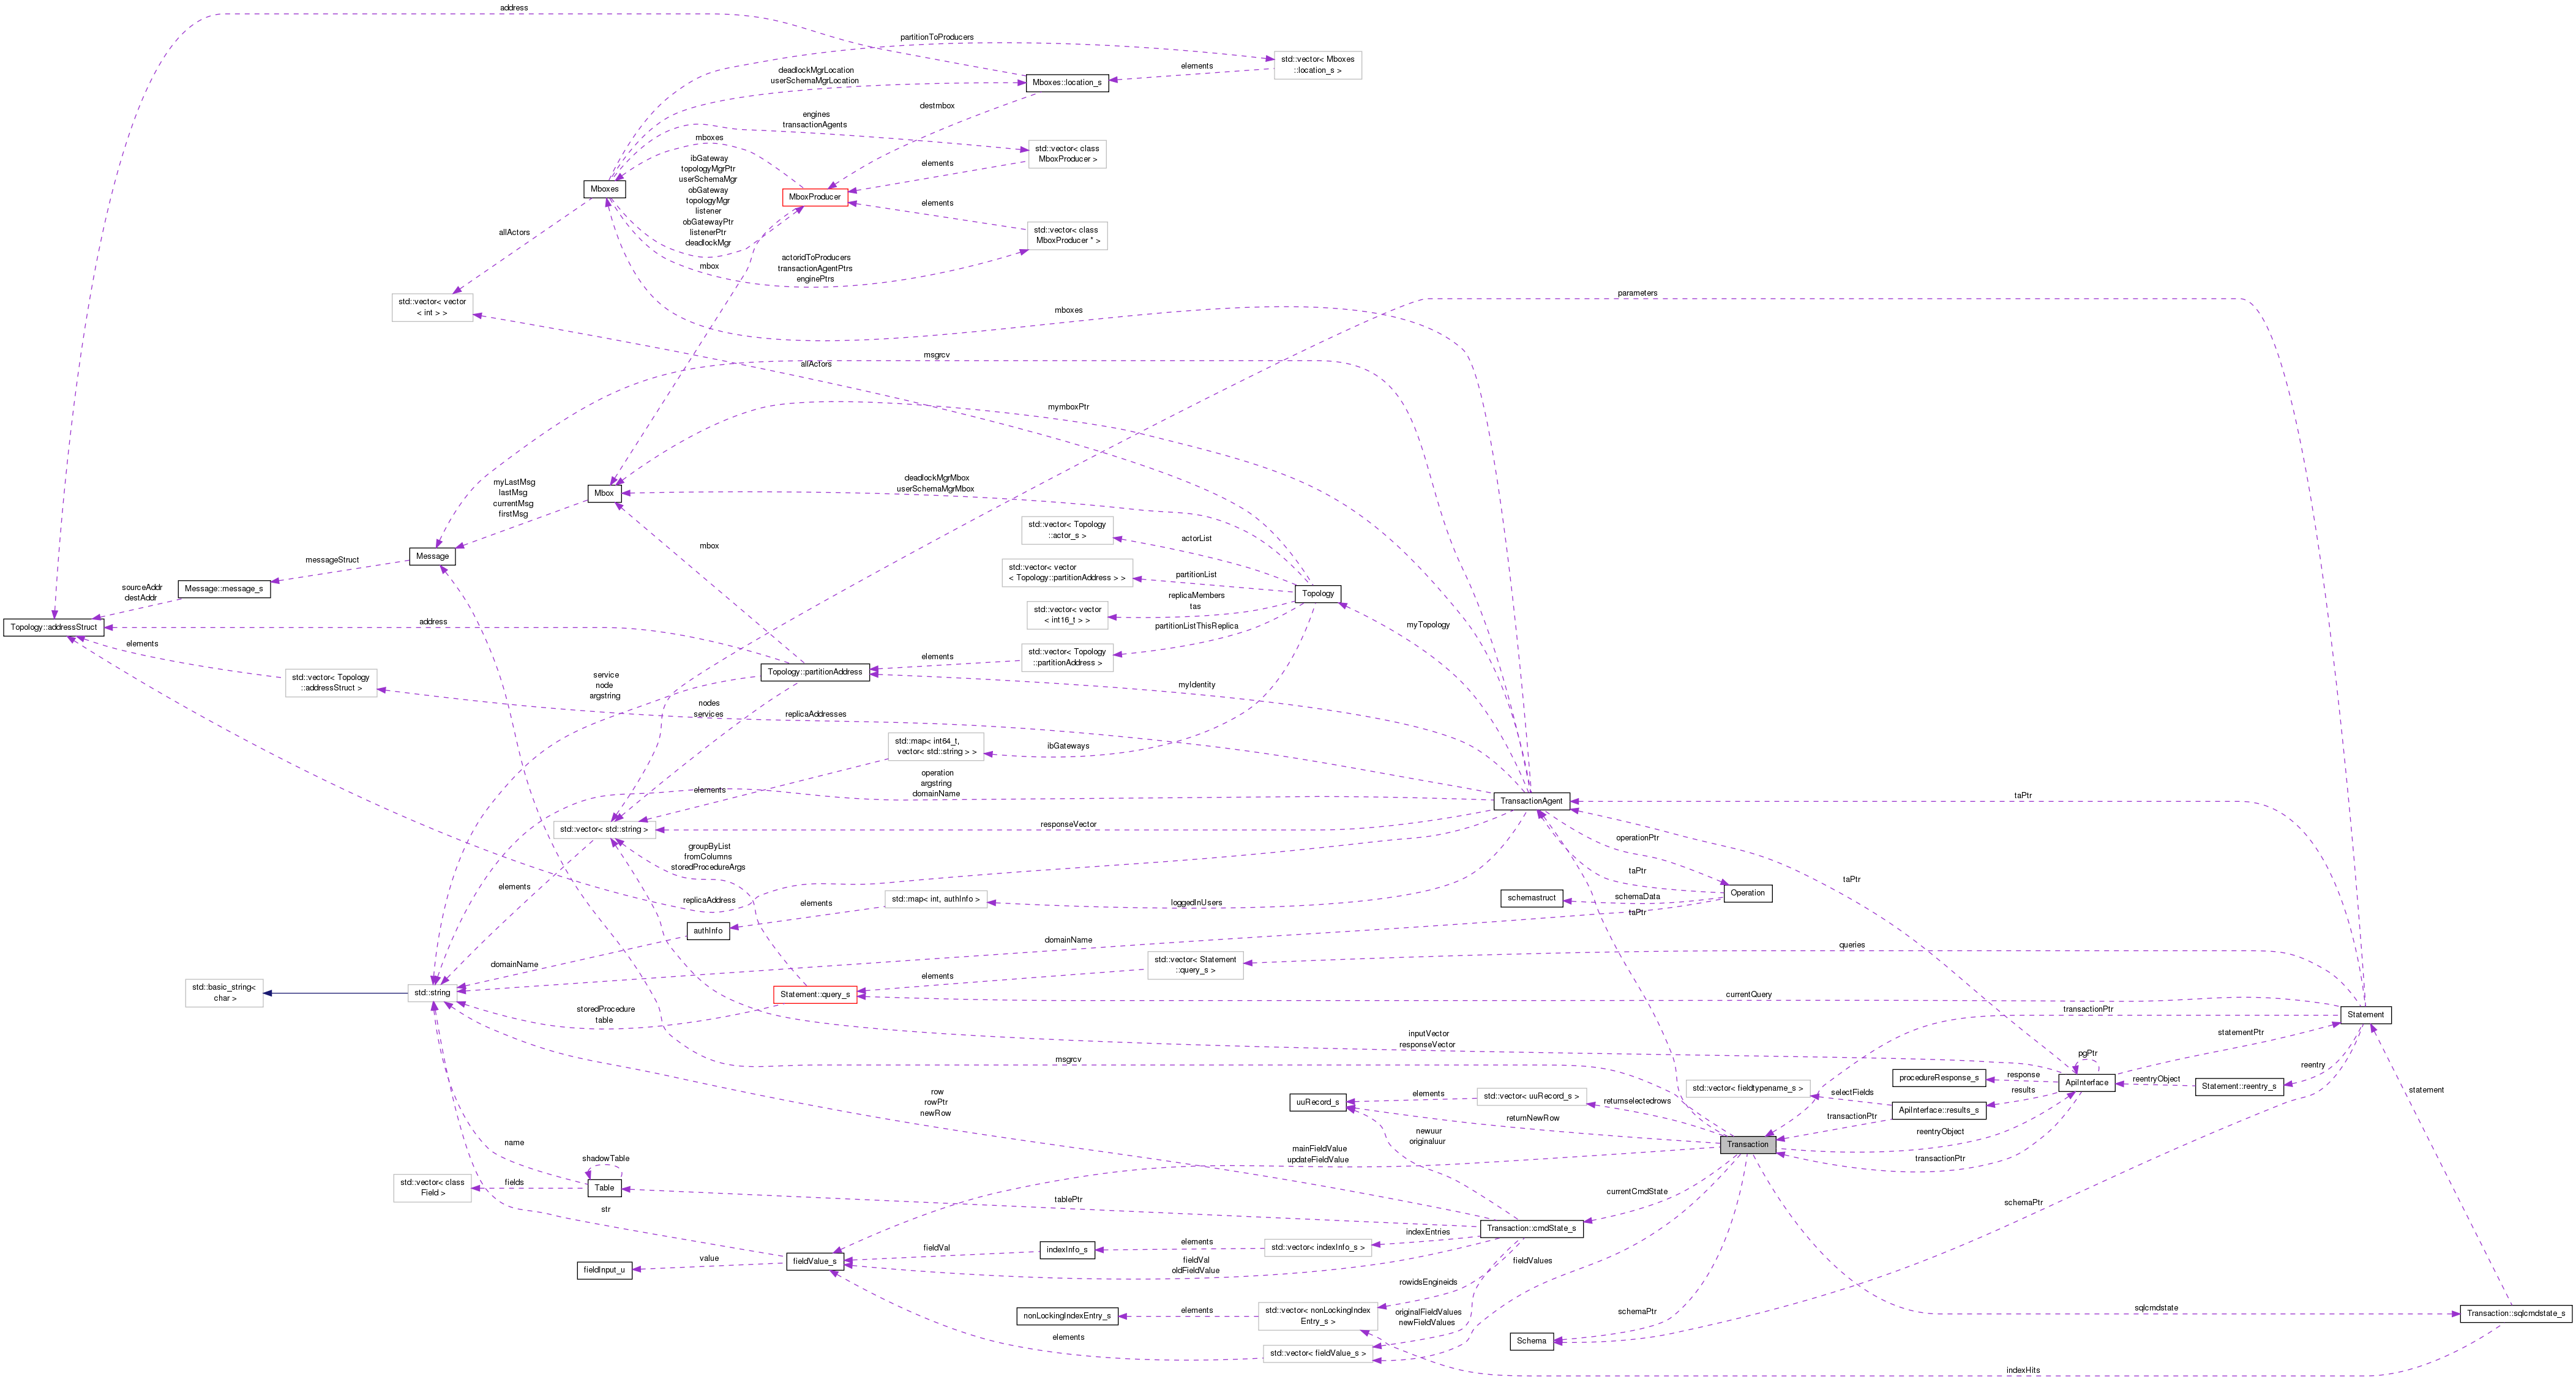 address
partitionToProducers
std::vector< Mboxes
::location_s >
elements
deadlockMgrLocation
userSchemaMgrLocation
Mboxes::location_s
destmbox
engines
transactionAgents
mboxes
std::vector< class
MboxProducer >
elements
ibGateway
topologyMgrPtr
userSchemaMgr
obGateway
topologyMgr
listener
obGatewayPtr
listenerPtr
deadlockMgr
Mboxes
MboxProducer
elements
std::vector< class
MboxProducer * >
allActors
mbox
actoridToProducers
transactionAgentPtrs
enginePtrs
std::vector< vector
< int > >
parameters
mboxes
msgrcv
allActors
mymboxPtr
deadlockMgrMbox
userSchemaMgrMbox
Mbox
myLastMsg
lastMsg
currentMsg
firstMsg
std::vector< Topology
::actor_s >
actorList
mbox
Message
messageStruct
std::vector< vector
< Topology::partitionAddress > >
partitionList
Topology
Message::message_s
sourceAddr
destAddr
replicaMembers
tas
std::vector< vector
< int16_t > >
Topology::addressStruct
address
partitionListThisReplica
myTopology
elements
std::vector< Topology
::partitionAddress >
elements
Topology::partitionAddress
std::vector< Topology
::addressStruct >
service
node
argstring
myIdentity
nodes
services
replicaAddresses
std::map< int64_t,
vector< std::string > >
ibGateways
operation
argstring
domainName
elements
TransactionAgent
taPtr
std::vector< std::string >
responseVector
operationPtr
groupByList
fromColumns
storedProcedureArgs
taPtr
taPtr
elements
replicaAddress
std::map< int, authInfo >
elements
loggedInUsers
schemastruct
schemaData
Operation
taPtr
authInfo
domainName
queries
domainName
std::vector< Statement
::query_s >
elements
std::basic_string<
char >
std::string
Statement::query_s
currentQuery
storedProcedure
table
transactionPtr
Statement
inputVector
responseVector
statementPtr
msgrcv
pgPtr
reentry
procedureResponse_s
response
ApiInterface
reentryObject
Statement::reentry_s
std::vector< fieldtypename_s >
selectFields
results
statement
row
rowPtr
newRow
uuRecord_s
elements
std::vector< uuRecord_s >
returnselectedrows
ApiInterface::results_s
transactionPtr
returnNewRow
reentryObject
newuur
originaluur
Transaction
name
shadowTable
mainFieldValue
updateFieldValue
transactionPtr
std::vector< class
Field >
fields
Table
currentCmdState
tablePtr
schemaPtr
str
Transaction::cmdState_s
indexEntries
fieldVal
indexInfo_s
elements
std::vector< indexInfo_s >
value
fieldValue_s
fieldVal
oldFieldValue
fieldValues
fieldInput_u
rowidsEngineids
nonLockingIndexEntry_s
elements
std::vector< nonLockingIndex
Entry_s >
originalFieldValues
newFieldValues
schemaPtr
sqlcmdstate
Transaction::sqlcmdstate_s
elements
std::vector< fieldValue_s >
Schema
indexHits